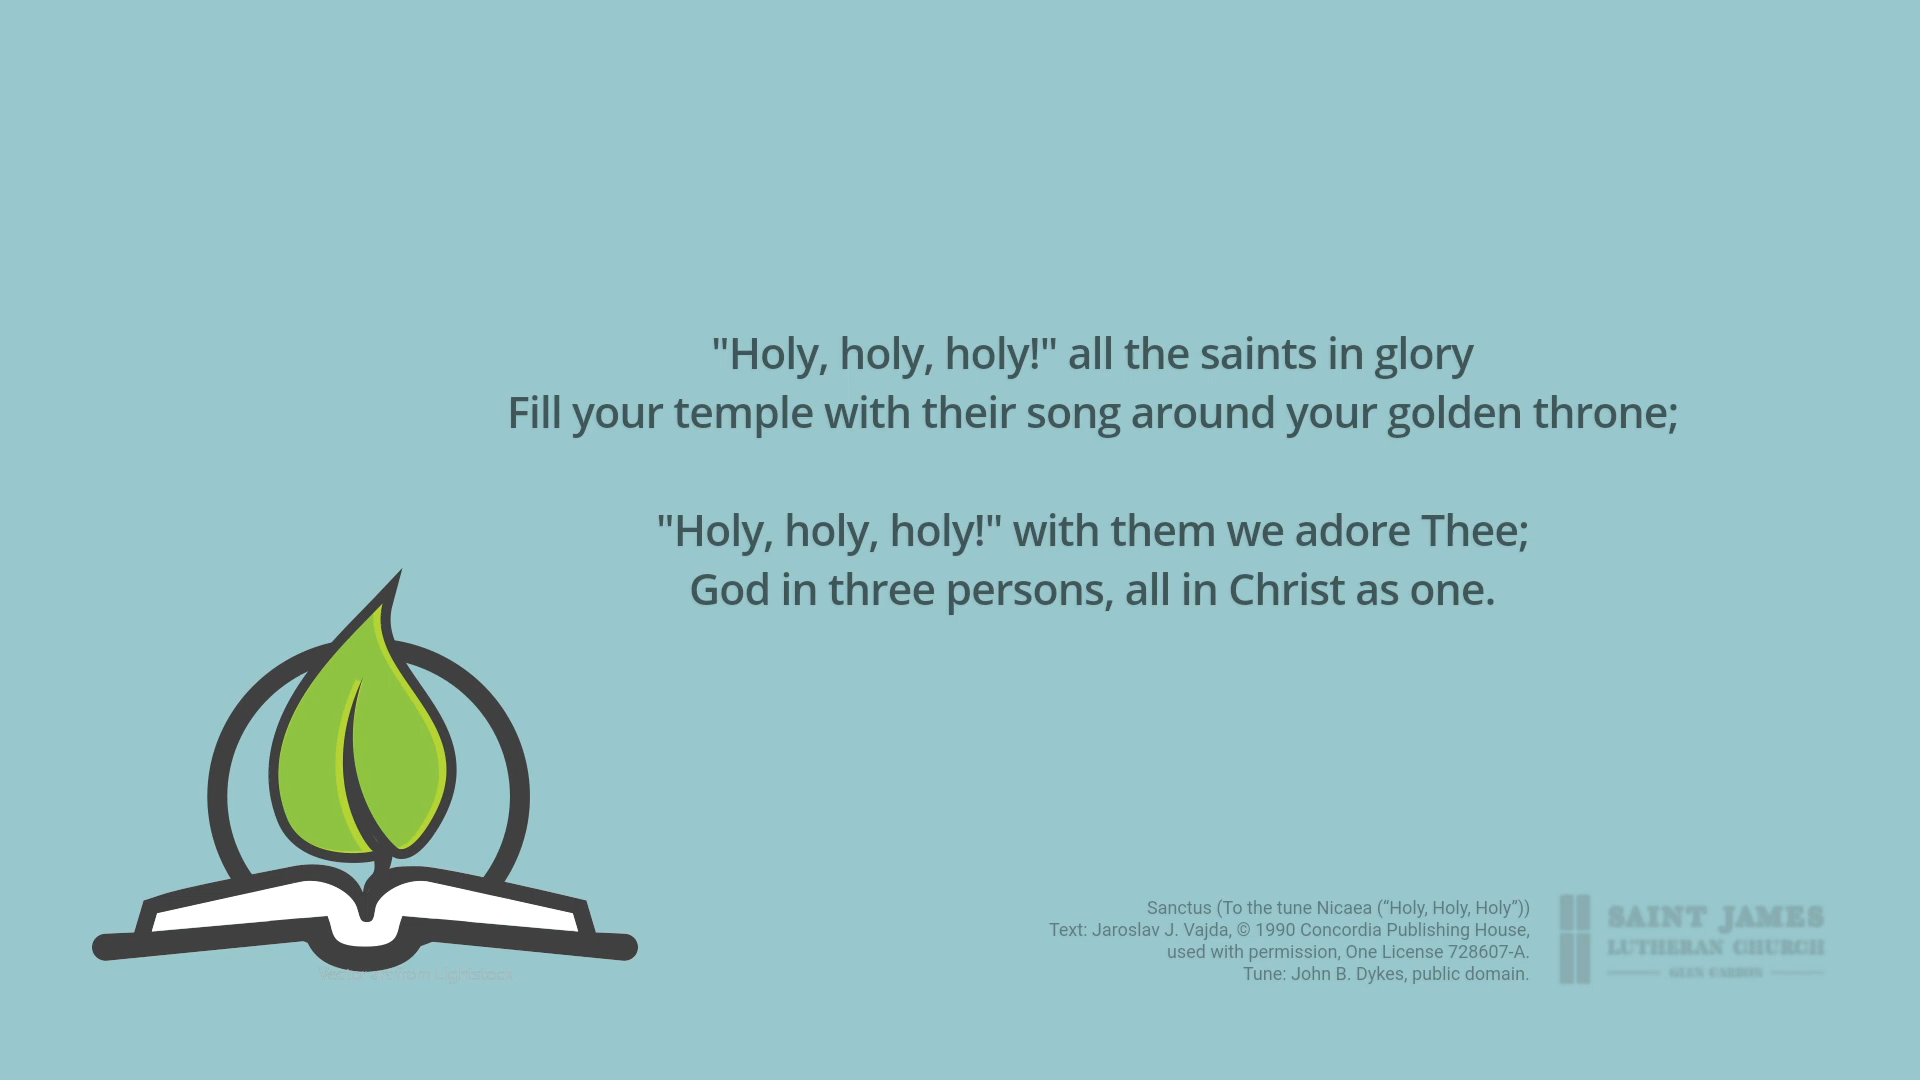 "Holy, holy, holy!" all the saints in glory
Fill your temple with their song around your golden throne;
"Holy, holy, holy!" with them we adore Thee;
God in three persons, all in Christ as one.
Sanctus (To the tune Nicaea (“Holy, Holy, Holy”))
Text: Jaroslav J. Vajda, © 1990 Concordia Publishing House,
used with permission, One License 728607-A.
Tune: John B. Dykes, public domain.
SAINT JAMES
LUTHERAN CHURCH
GLEN CARBON